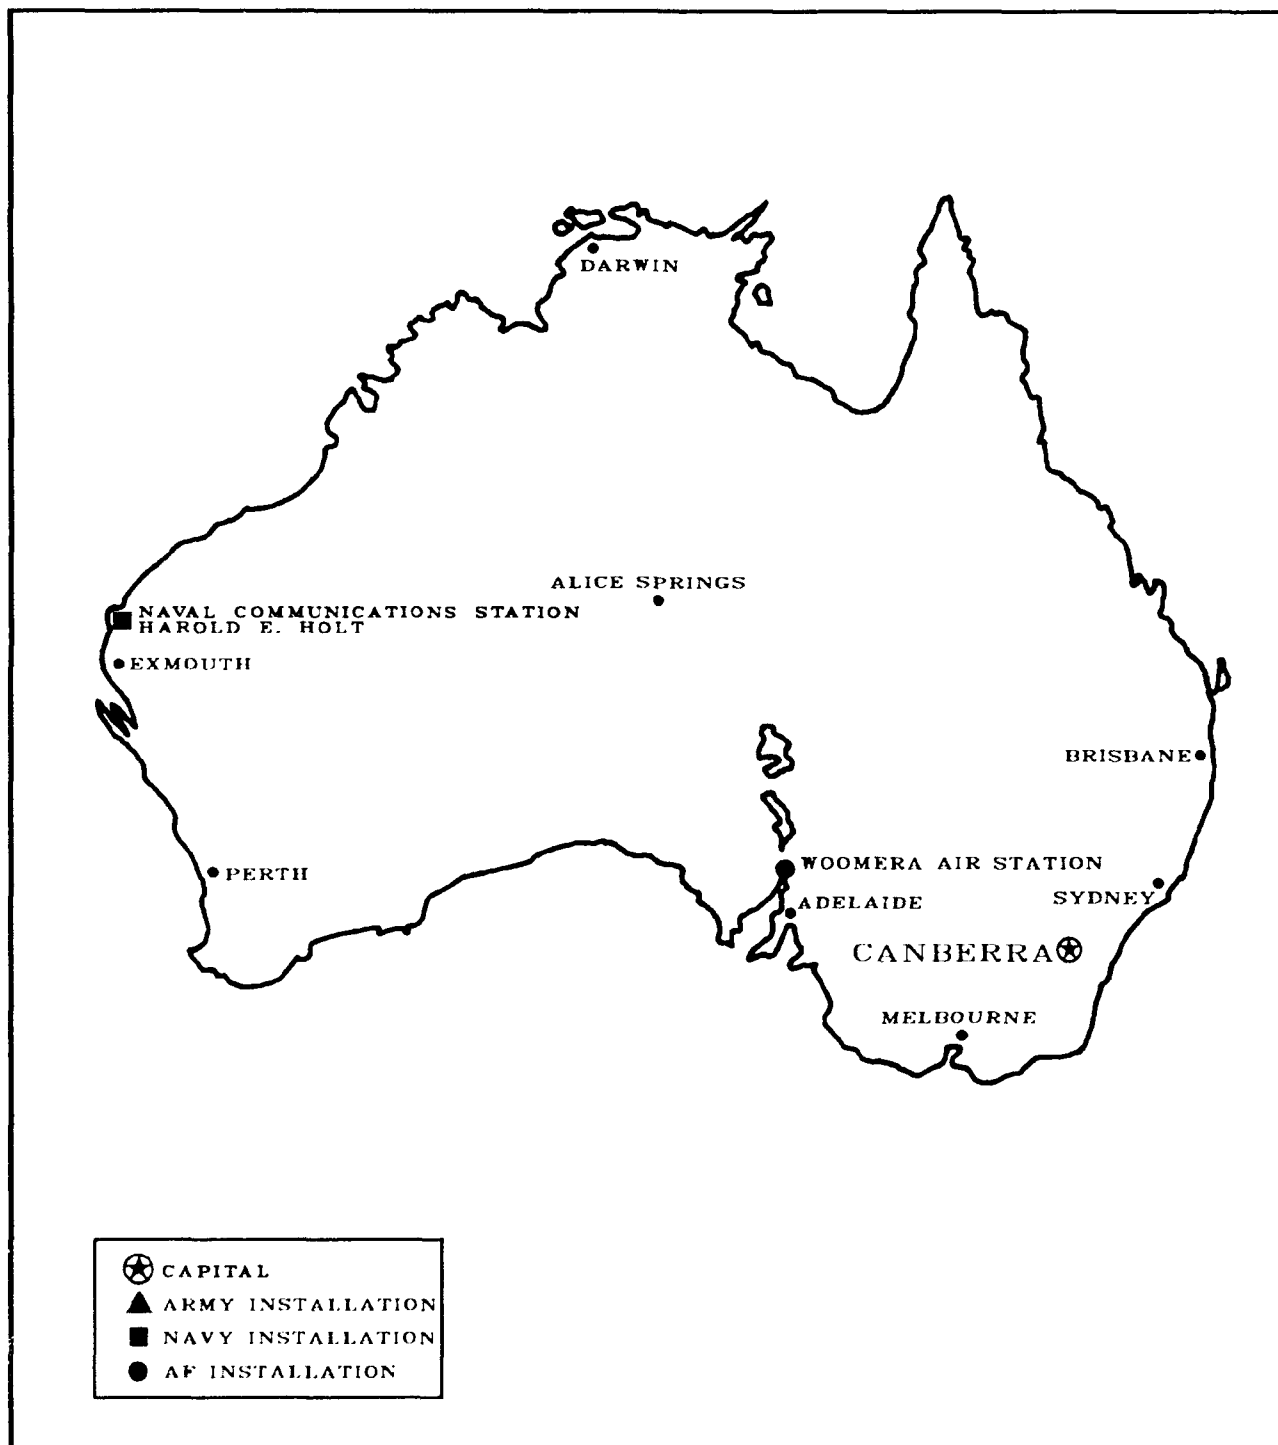 DARWIN
ALICE SPRINGS
NAVAL COMMUNICATIONS STATION
HAROLD E. HOLT
EXMOUTH
BRISBANE
WOOMERA AIR STATION
PERTH
SYDNEY
ADELAIDE
CANBERRA
MELBOURNE
CAPITAL
ARMY INSTALLATION
NAVY INSTALLATION
AF INSTALLATION